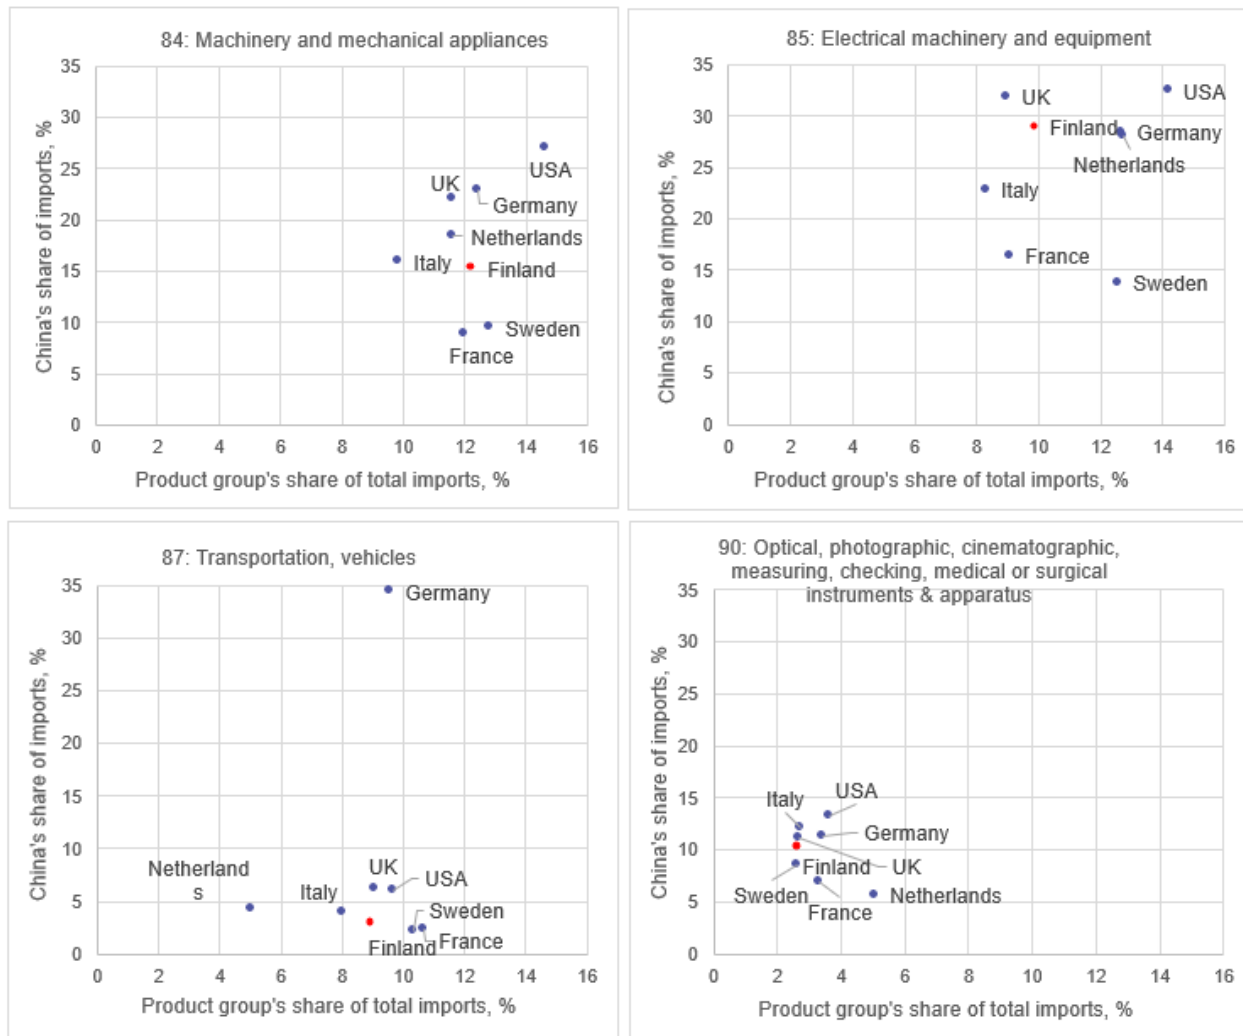 84: Machinery and mechanical appliances
35
30
25
20
15
10
5
0
China's share of imports, %
USA
UK
Germany
Netherlands
Italy
Finland
Sweden
France
0 2 4 6 8 10 12 14 16
Product group's share of total imports, %
85: Electrical machinery and equipment
35
30
25
20
15
10
5
0
China's share of imports, %
USA
UK
Finland
Germany
Netherlands
Italy
France
Sweden
0 2 4 6 8 10 12 14 16
Product group's share of total imports, %
87: Transportation, vehicles
35
30
25
20
15
10
5
0
China's share of imports, %
Germany
Netherland
s
Italy
UK
USA
Sweden
Finland
France
0 2 4 6 8 10 12 14 16
Product group's share of total imports, %
90: Optical, photographic, cinematographic,
measuring, checking, medical or surgical
instruments & apparatus
35
30
25
20
15
10
5
0
China's share of imports, %
Italy
USA
Germany
Finland
UK
Sweden
France
Netherlands
0 2 4 6 8 10 12 14 16
Product group's share of total imports, %